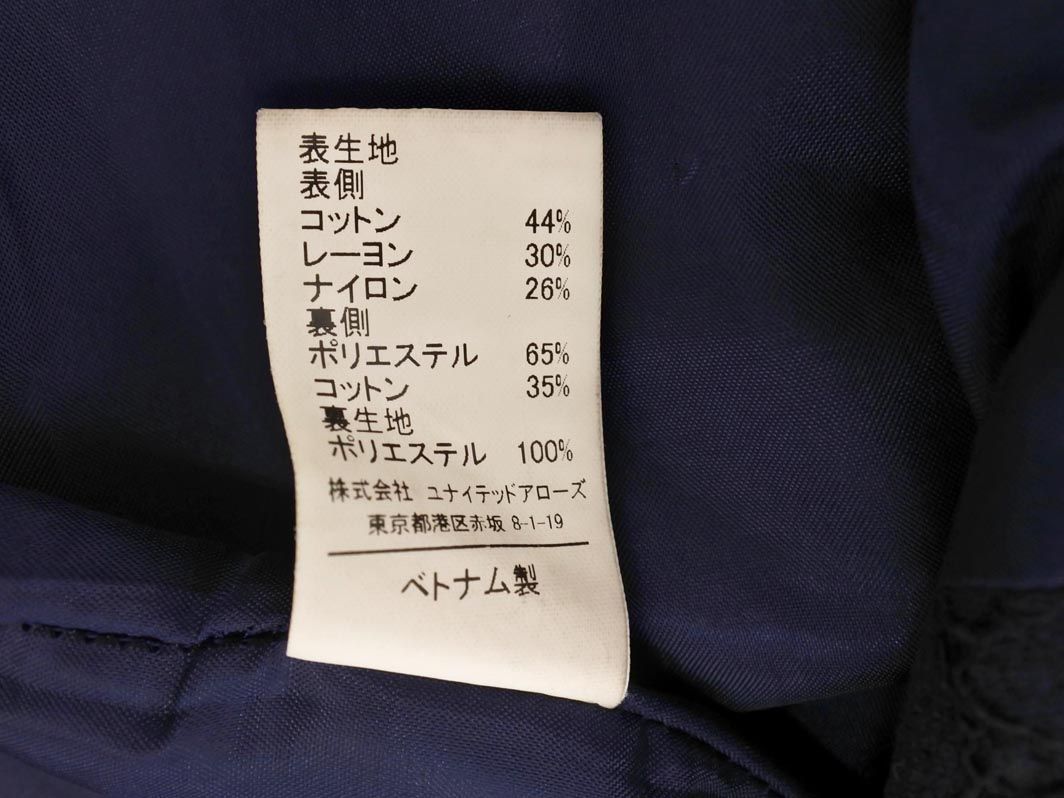 表生地
表側
コットン 44%
レーヨン 30%
ナイロン 26%
裏側
ポリエステル 65%
コットン 35%
裏生地
ポリエステル 100%
株式会社 ユナイテッドアローズ
東京都港区赤坂 8-1-19
ベトナム製